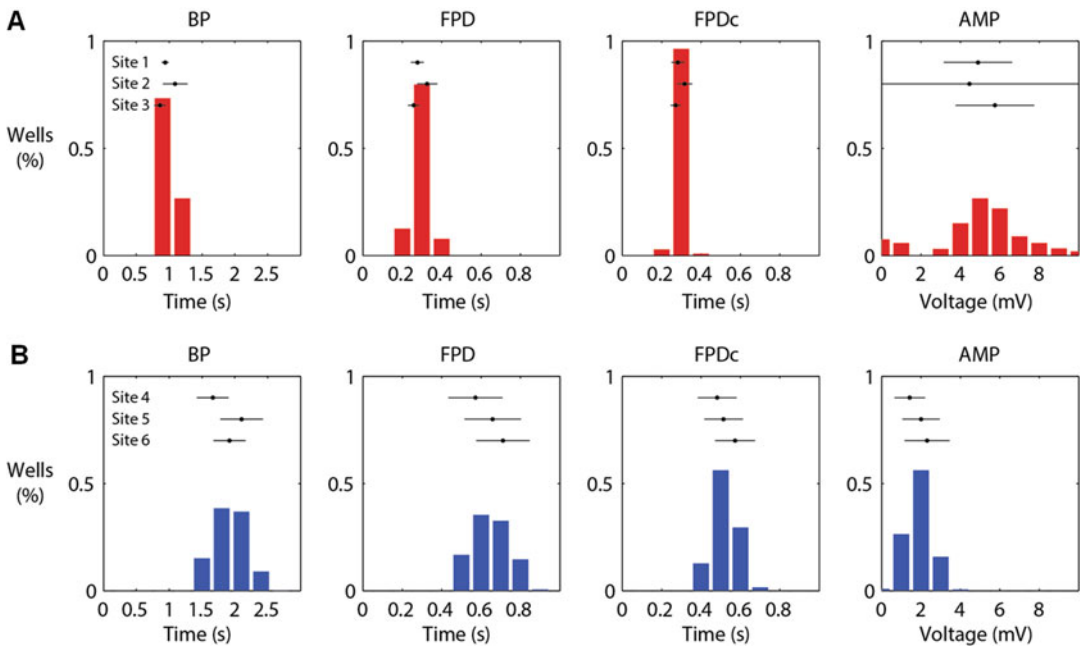 A
BP
FPD
FPDc
AMP
1
1
1
1
Site 1
Site 2
Site 3
Wells
(%)
0.5
0.5
0.5
0.5
0
0
0
0
0 0.5 1 1.5 2 2.5
0 0.2 0.4 0.6 0.8
0 0.2 0.4 0.6 0.8
0 2 4 6 8
Time (s)
Time (s)
Time (s)
Voltage (mV)
B
BP
FPD
FPDc
AMP
1
1
1
1
Site 4
Site 5
Site 6
Wells
(%)
0.5
0.5
0.5
0.5
0
0
0
0
0 0.5 1 1.5 2 2.5
0 0.2 0.4 0.6 0.8
0 0.2 0.4 0.6 0.8
0 2 4 6 8
Time (s)
Time (s)
Time (s)
Voltage (mV)